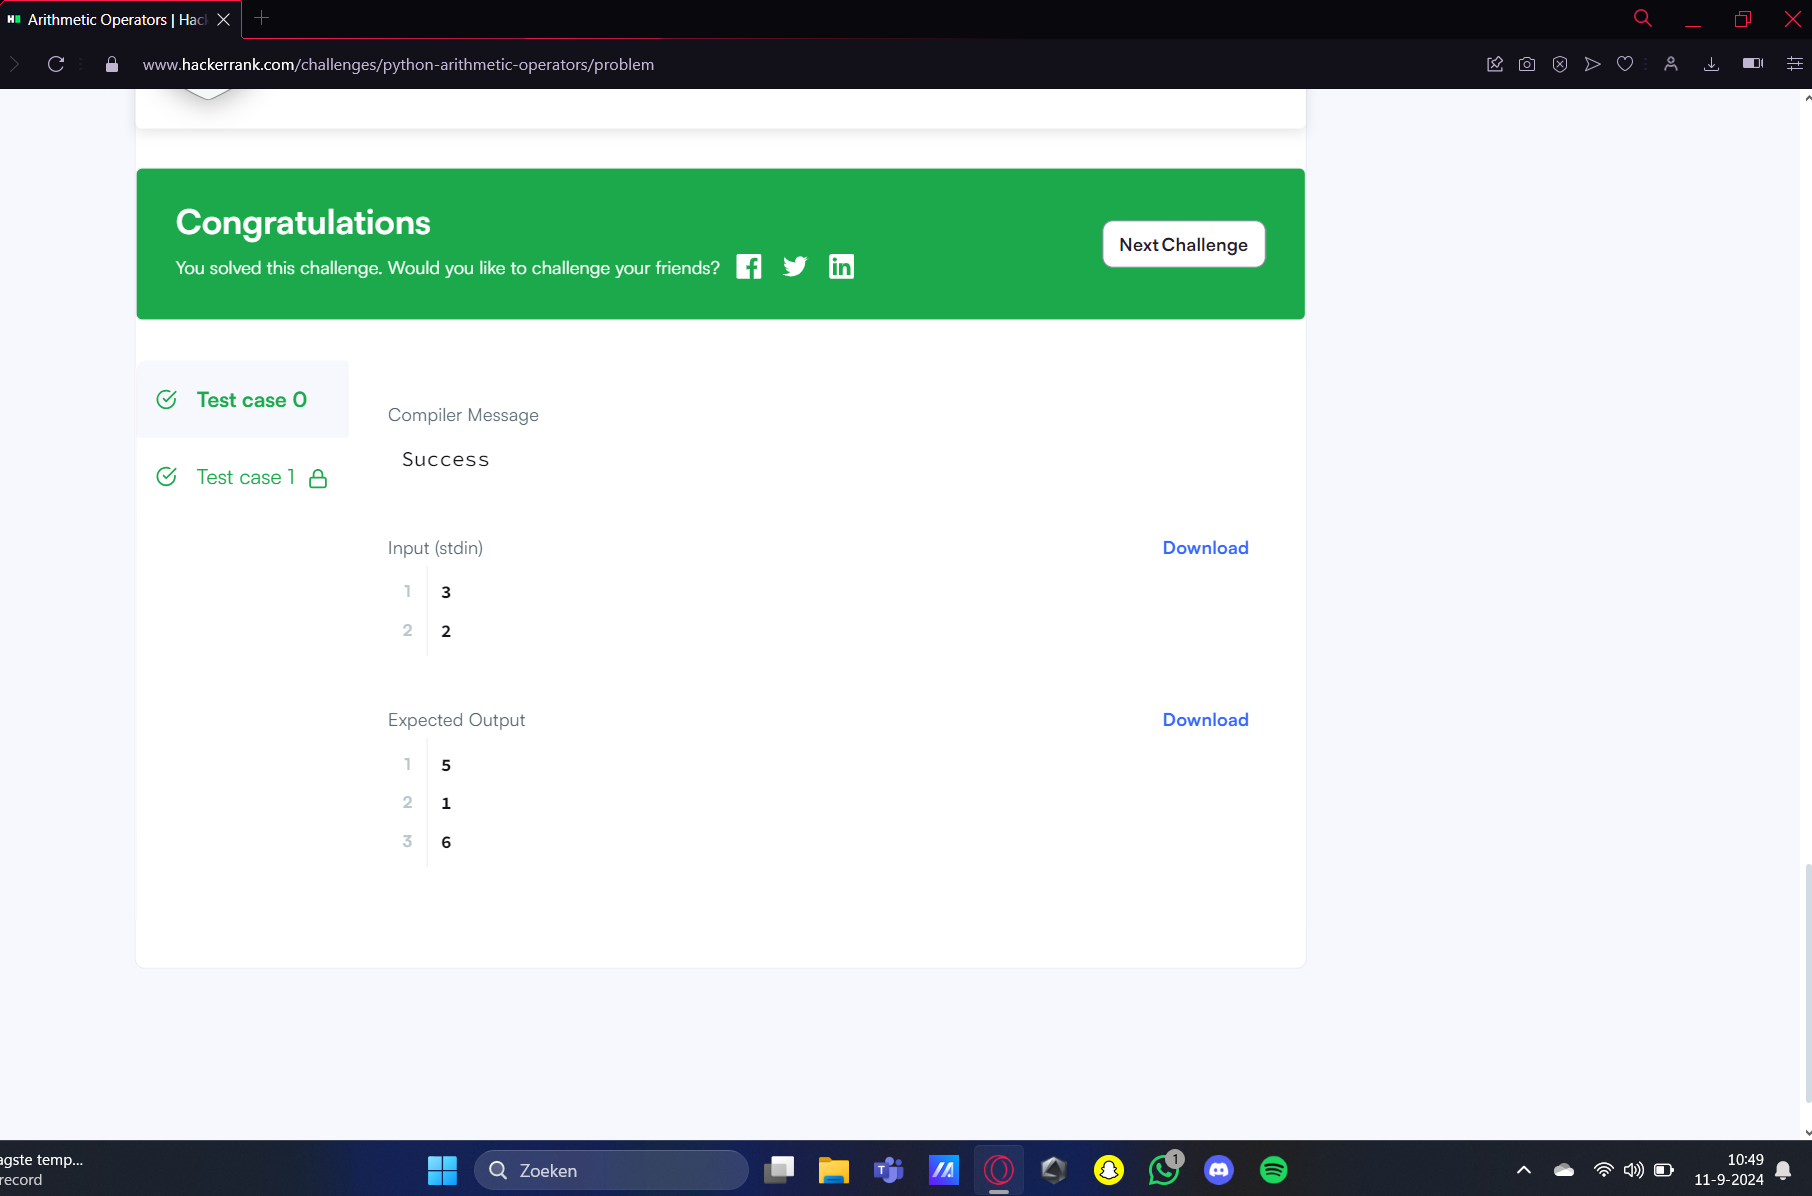 Arithmetic Operators | Hac
www.hackerrank.com/challenges/python-arithmetic-operators/problem
Congratulations
You solved this challenge. Would you like to challenge your friends?
Next Challenge
Test case 0
Test case 1
Compiler Message
Success
Input (stdin)
Download
1 3
2 2
Expected Output
Download
1 5
2 1
3 6
agste temp...
record
Zoeken
1
10:49
11-9-2024